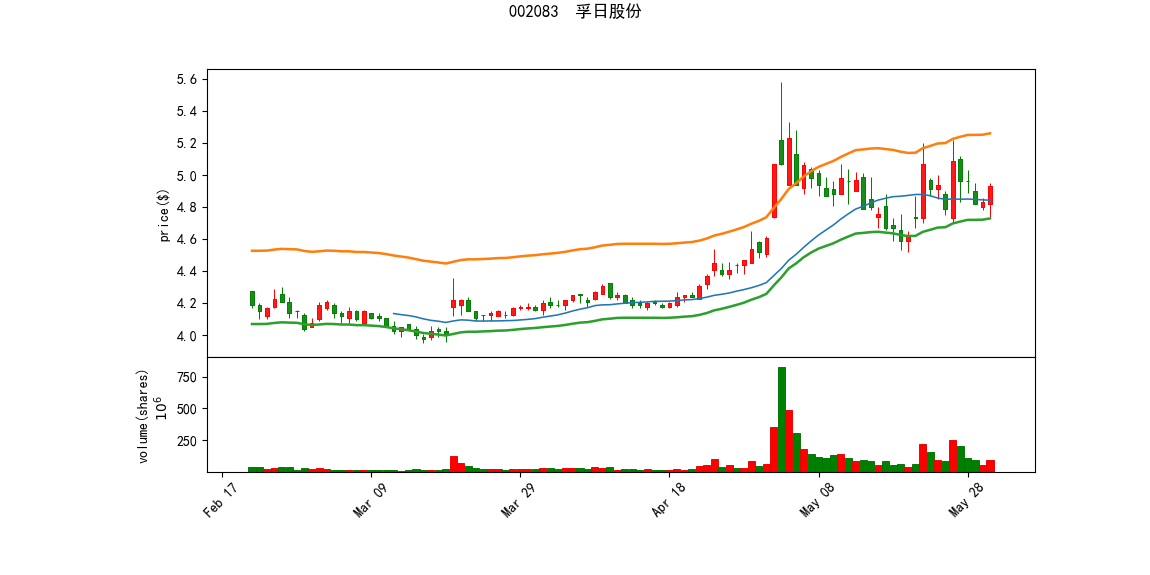 002083 孚日股份
5.6
5.4
5.2
5.0
4.8
4.6
4.4
4.2
4.0
price($)
750
500
250
volume(shares)
10^6
Feb 17
Mar 09
Mar 29
Apr 18
May 08
May 28